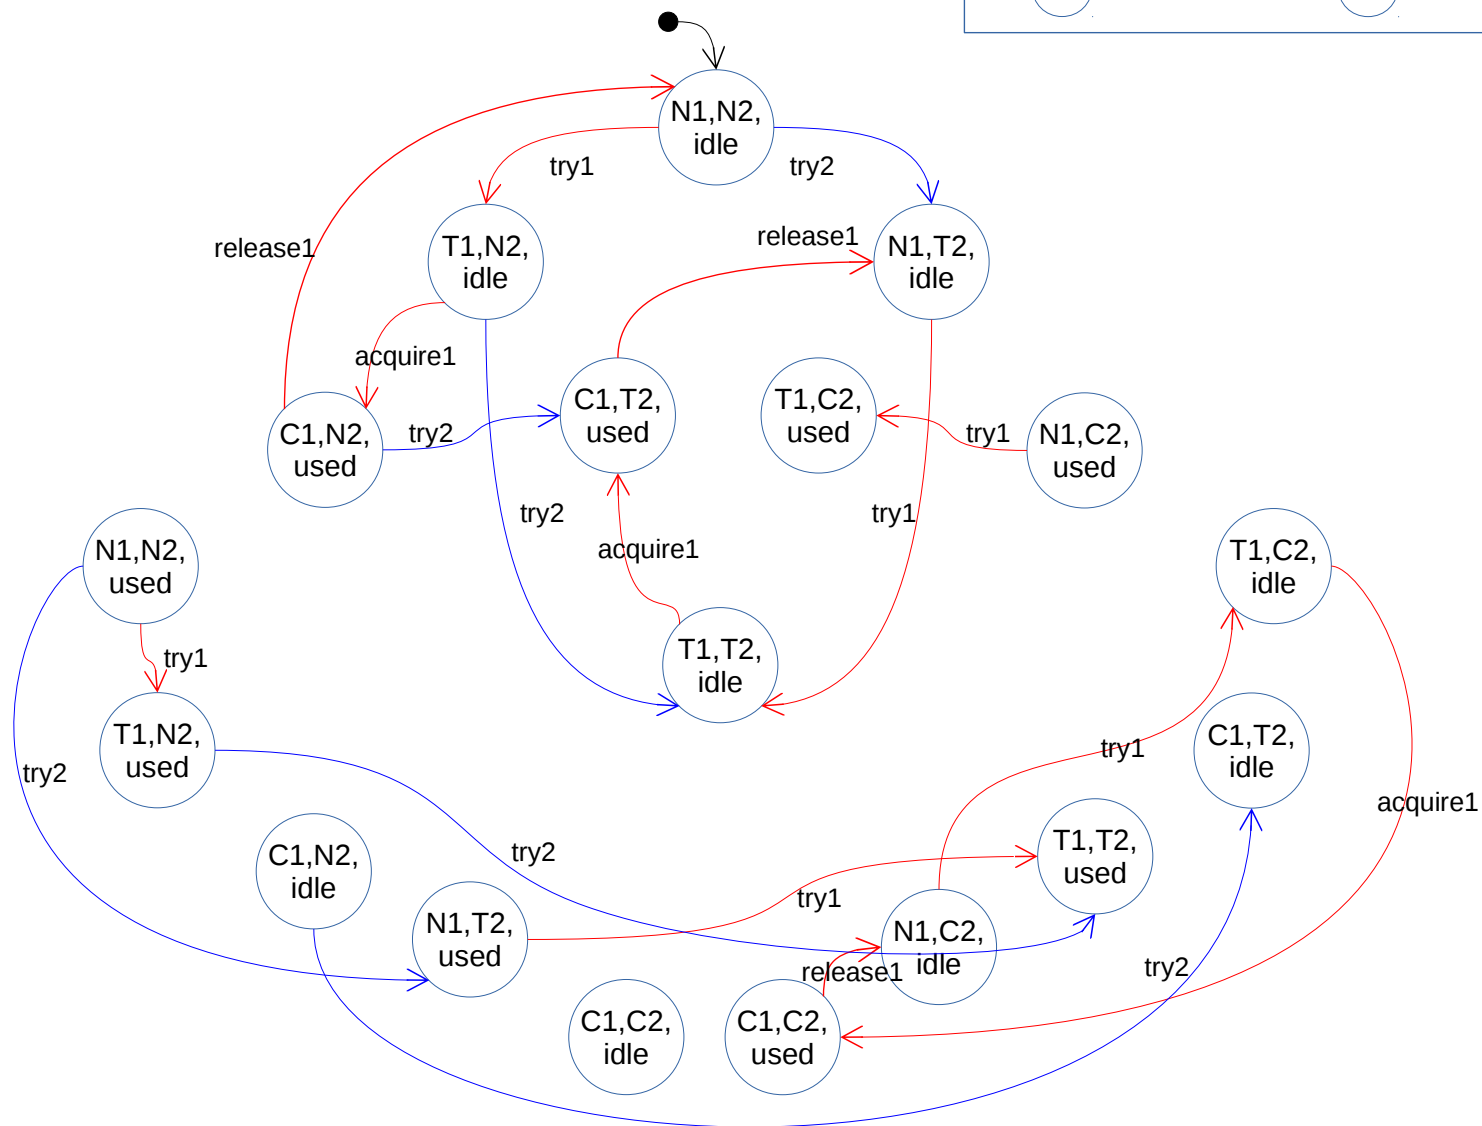 N1,N2,
idle
try1
try2
release1
T1,N2,
idle
release1
N1,T2,
idle
acquire1
C1,N2,
used
try2
C1,T2,
used
T1,C2,
used
try1
N1,C2,
used
try2
acquire1
try1
N1,N2,
used
T1,C2,
idle
try1
T1,T2,
idle
T1,N2,
used
try2
try1
C1,T2,
idle
acquire1
C1,N2,
idle
try2
T1,T2,
used
try1
N1,T2,
used
N1,C2,
idle
release1
try2
C1,C2,
idle
C1,C2,
used